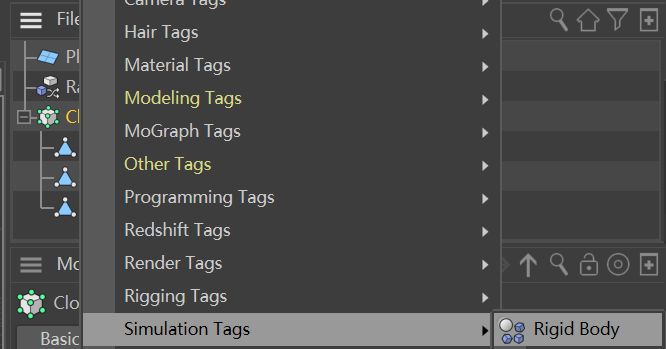 File
Camera Tags
Hair Tags
Material Tags
Modeling Tags
MoGraph Tags
Other Tags
Programming Tags
Redshift Tags
Render Tags
Rigging Tags
Simulation Tags
Rigid Body
Pl
Ra
Cl
Mo
Clo
Basic